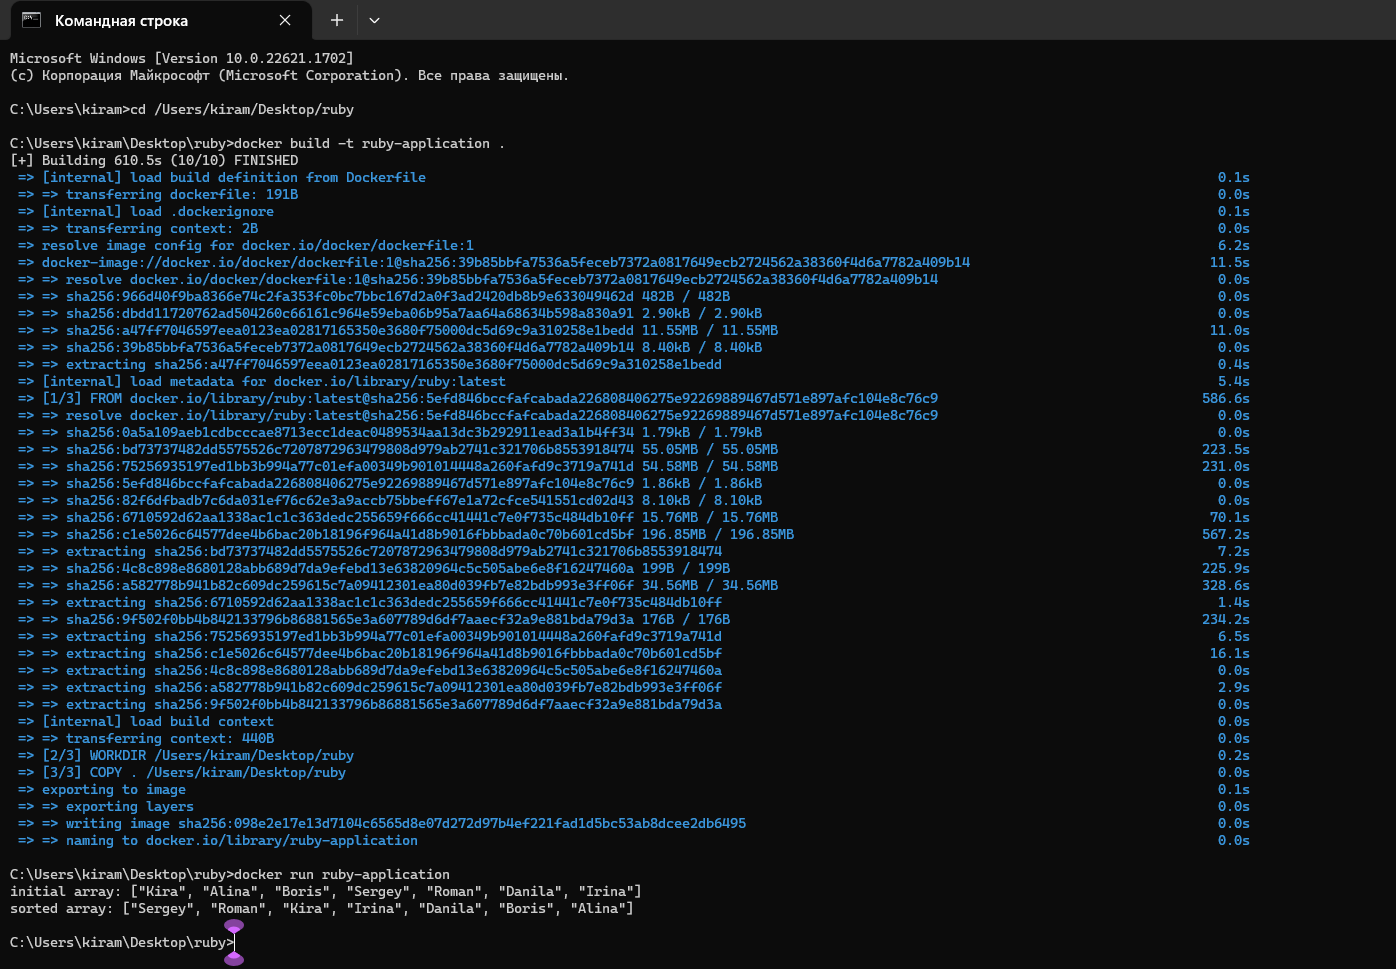 Командная строка
Microsoft Windows [Version 10.0.22621.1702]
(c) Корпорация Майкрософт (Microsoft Corporation). Все права защищены.
C:\Users\kiram>cd /Users/kiram/Desktop/ruby
C:\Users\kiram\Desktop\ruby>docker build -t ruby-application .
[+] Building 610.5s (10/10) FINISHED
=> [internal] load build definition from Dockerfile 0.1s
=> => transferring dockerfile: 191B 0.0s
=> [internal] load .dockerignore 0.1s
=> => transferring context: 2B 0.0s
=> resolve image config for docker.io/docker/dockerfile:1 6.2s
=> docker-image://docker.io/docker/dockerfile:1@sha256:39b85bbfa7536a5feceb7372a0817649ecb2724562a38360f4d6a7782a409b14 11.5s
=> => resolve docker.io/docker/dockerfile:1@sha256:39b85bbfa7536a5feceb7372a0817649ecb2724562a38360f4d6a7782a409b14 0.0s
=> => sha256:966d40f9ba8366e74c2fa353fc0bc7bbc167d2a0f3ad2420db8b9e633049462d 482B / 482B 0.0s
=> => sha256:dbdd11720762ad504260c66161c964e59eba06b95a7aa64a68634b598a830a91 2.90kB / 2.90kB 0.0s
=> => sha256:a47ff7046597eea0123ea02817165350e3680f75000dc5d69c9a310258e1bedd 11.55MB / 11.55MB 11.0s
=> => sha256:39b85bbfa7536a5feceb7372a0817649ecb2724562a38360f4d6a7782a409b14 8.40kB / 8.40kB 0.0s
=> => extracting sha256:a47ff7046597eea0123ea02817165350e3680f75000dc5d69c9a310258e1bedd 0.4s
=> [internal] load metadata for docker.io/library/ruby:latest 5.4s
=> [1/3] FROM docker.io/library/ruby:latest@sha256:5efd846bccfafcabada226808406275e92269889467d571e897afc104e8c76c9 586.6s
=> => resolve docker.io/library/ruby:latest@sha256:5efd846bccfafcabada226808406275e92269889467d571e897afc104e8c76c9 0.0s
=> => sha256:0a5a109aeb1cdbcccae8713ecc1deac0489534aa13dc3b292911ead3a1b4ff34 1.79kB / 1.79kB 0.0s
=> => sha256:bd73737482dd5575526c7207872963479808d979ab2741c321706b8553918474 55.05MB / 55.05MB 223.5s
=> => sha256:75256935197ed1bb3b994a77c01efa00349b901014448a260fafd9c3719a741d 54.58MB / 54.58MB 231.0s
=> => sha256:5efd846bccfafcabada226808406275e92269889467d571e897afc104e8c76c9 1.86kB / 1.86kB 0.0s
=> => sha256:82f6dfbadb7c6da031ef76c62e3a9accb75bbeff67e1a72cfce541551cd02d43 8.10kB / 8.10kB 0.0s
=> => sha256:6710592d62aa1338ac1c1c363dedc255659f666cc41441c7e0f735c484db10ff 15.76MB / 15.76MB 70.1s
=> => sha256:c1e5026c64577dee4b6bac20b18196f964a41d8b9016fbbbada0c70b601cd5bf 196.85MB / 196.85MB 567.2s
=> => extracting sha256:bd73737482dd5575526c7207872963479808d979ab2741c321706b8553918474 7.2s
=> => sha256:4c8c898e8680128abb689d7da9efebd13e63820964c5c505abe6e8f16247460a 199B / 199B 225.9s
=> => sha256:a582778b941b82c609dc259615c7a09412301ea80d039fb7e82bdb993e3ff06f 34.56MB / 34.56MB 328.6s
=> => extracting sha256:6710592d62aa1338ac1c1c363dedc255659f666cc41441c7e0f735c484db10ff 1.4s
=> => sha256:9f502f0bb4b842133796b86881565e3a607789d6df7aaecf32a9e881bda79d3a 176B / 176B 234.2s
=> => extracting sha256:75256935197ed1bb3b994a77c01efa00349b901014448a260fafd9c3719a741d 6.5s
=> => extracting sha256:c1e5026c64577dee4b6bac20b18196f964a41d8b9016fbbbada0c70b601cd5bf 16.1s
=> => extracting sha256:4c8c898e8680128abb689d7da9efebd13e63820964c5c505abe6e8f16247460a 0.0s
=> => extracting sha256:a582778b941b82c609dc259615c7a09412301ea80d039fb7e82bdb993e3ff06f 2.9s
=> => extracting sha256:9f502f0bb4b842133796b86881565e3a607789d6df7aaecf32a9e881bda79d3a 0.0s
=> [internal] load build context 0.0s
=> => transferring context: 440B 0.0s
=> [2/3] WORKDIR /Users/kiram/Desktop/ruby 0.2s
=> [3/3] COPY . /Users/kiram/Desktop/ruby 0.0s
=> exporting to image 0.1s
=> => exporting layers 0.0s
=> => writing image sha256:098e2e17e13d7104c6565d8e07d272d97b4ef221fad1d5bc53ab8dcee2db6495 0.0s
=> => naming to docker.io/library/ruby-application 0.0s
C:\Users\kiram\Desktop\ruby>docker run ruby-application
initial array: ["Kira", "Alina", "Boris", "Sergey", "Roman", "Danila", "Irina"]
sorted array: ["Sergey", "Roman", "Kira", "Irina", "Danila", "Boris", "Alina"]
C:\Users\kiram\Desktop\ruby>